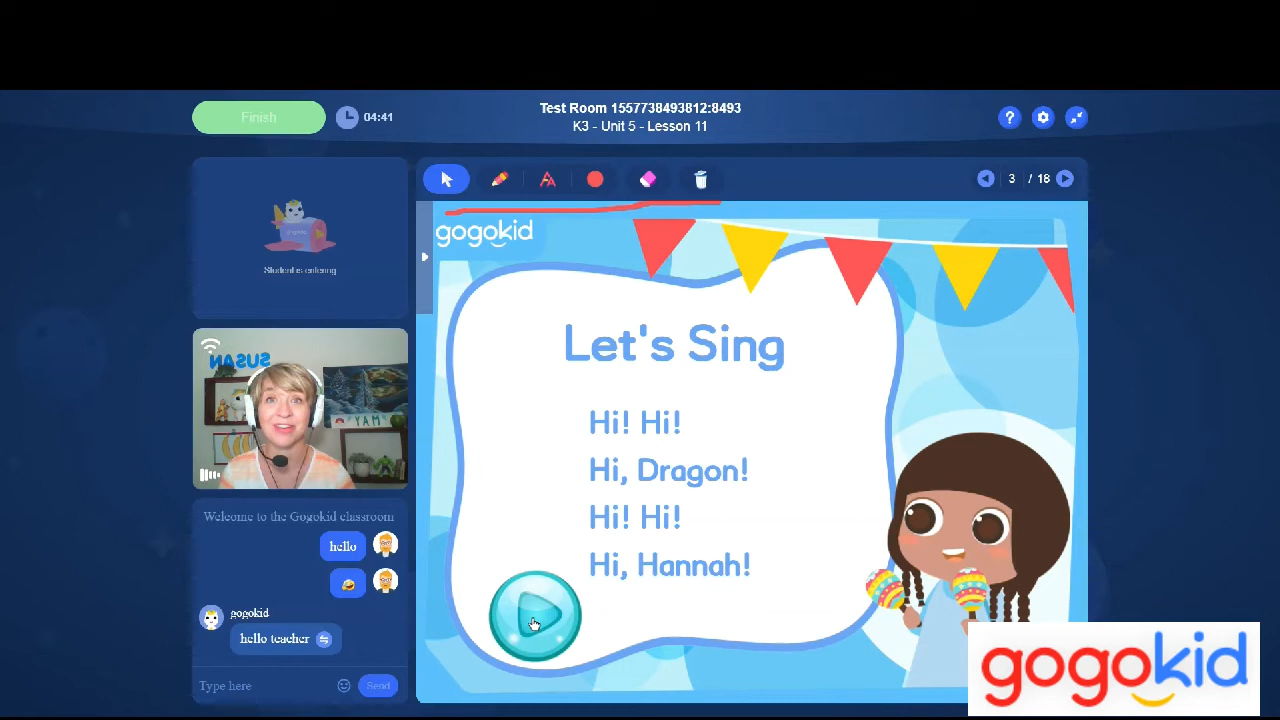 Finish
04:41
Test Room 1557738493812:8493
K3 - Unit 5 - Lesson 11
3 / 18
gogokid
Student is entering
Let's Sing
Hi! Hi!
Hi, Dragon!
Hi! Hi!
Hi, Hannah!
SUSAN
Welcome to the Gogokid classroom
hello
gogokid
hello teacher
Type here
Send
gogokid